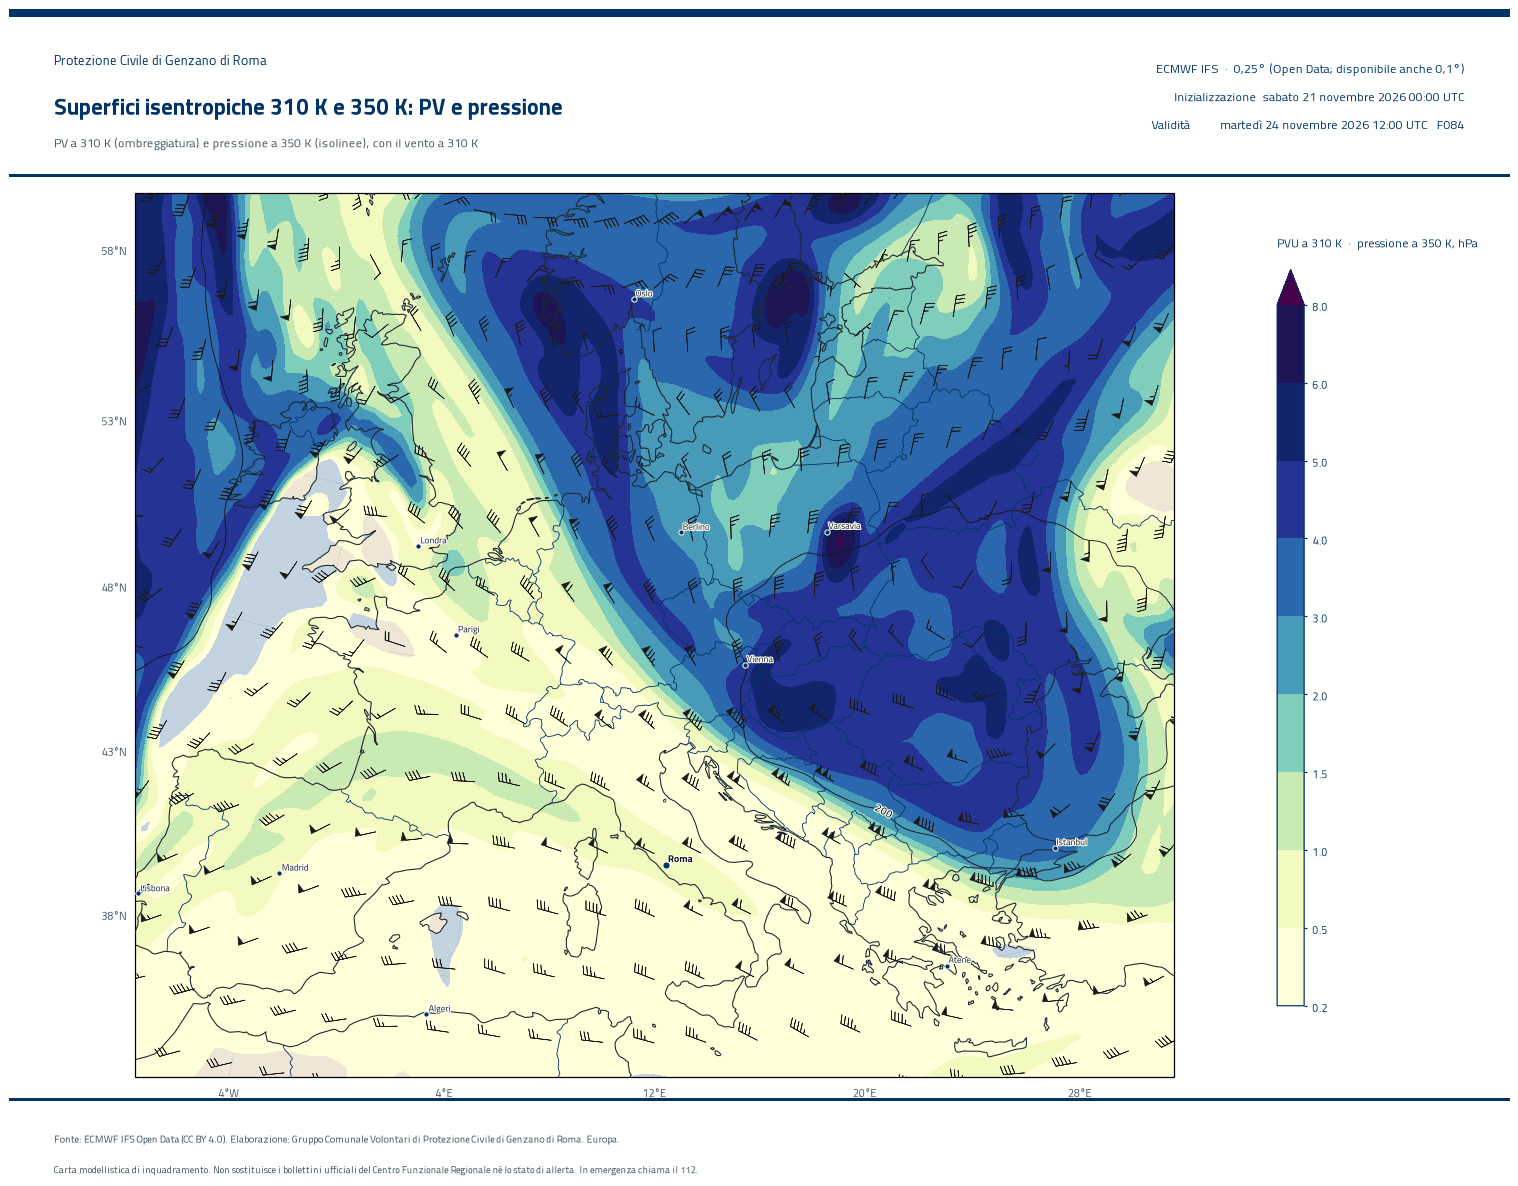 Protezione Civile di Genzano di Roma
Superfici isentropiche 310 K e 350 K: PV e pressione
PV a 310 K (ombreggiatura) e pressione a 350 K (isolinee), con il vento a 310 K
ECMWF IFS · 0,25° (Open Data; disponibile anche 0,1°)
Inizializzazione sabato 21 novembre 2026 00:00 UTC
Validità martedì 24 novembre 2026 12:00 UTC F084
PVU a 310 K · pressione a 350 K, hPa
8.0
6.0
5.0
4.0
3.0
2.0
1.5
1.0
0.5
0.2
58°N
53°N
48°N
43°N
38°N
4°W
4°E
12°E
20°E
28°E
Oslo
Londra
Berlino
Varsavia
Parigi
Vienna
200
Istanbul
Roma
Madrid
Lisbona
Atene
Algeri
Fonte: ECMWF IFS Open Data (CC BY 4.0). Elaborazione: Gruppo Comunale Volontari di Protezione Civile di Genzano di Roma. Europa.
Carta modellistica di inquadramento. Non sostituisce i bollettini ufficiali del Centro Funzionale Regionale né lo stato di allerta. In emergenza chiama il 112.